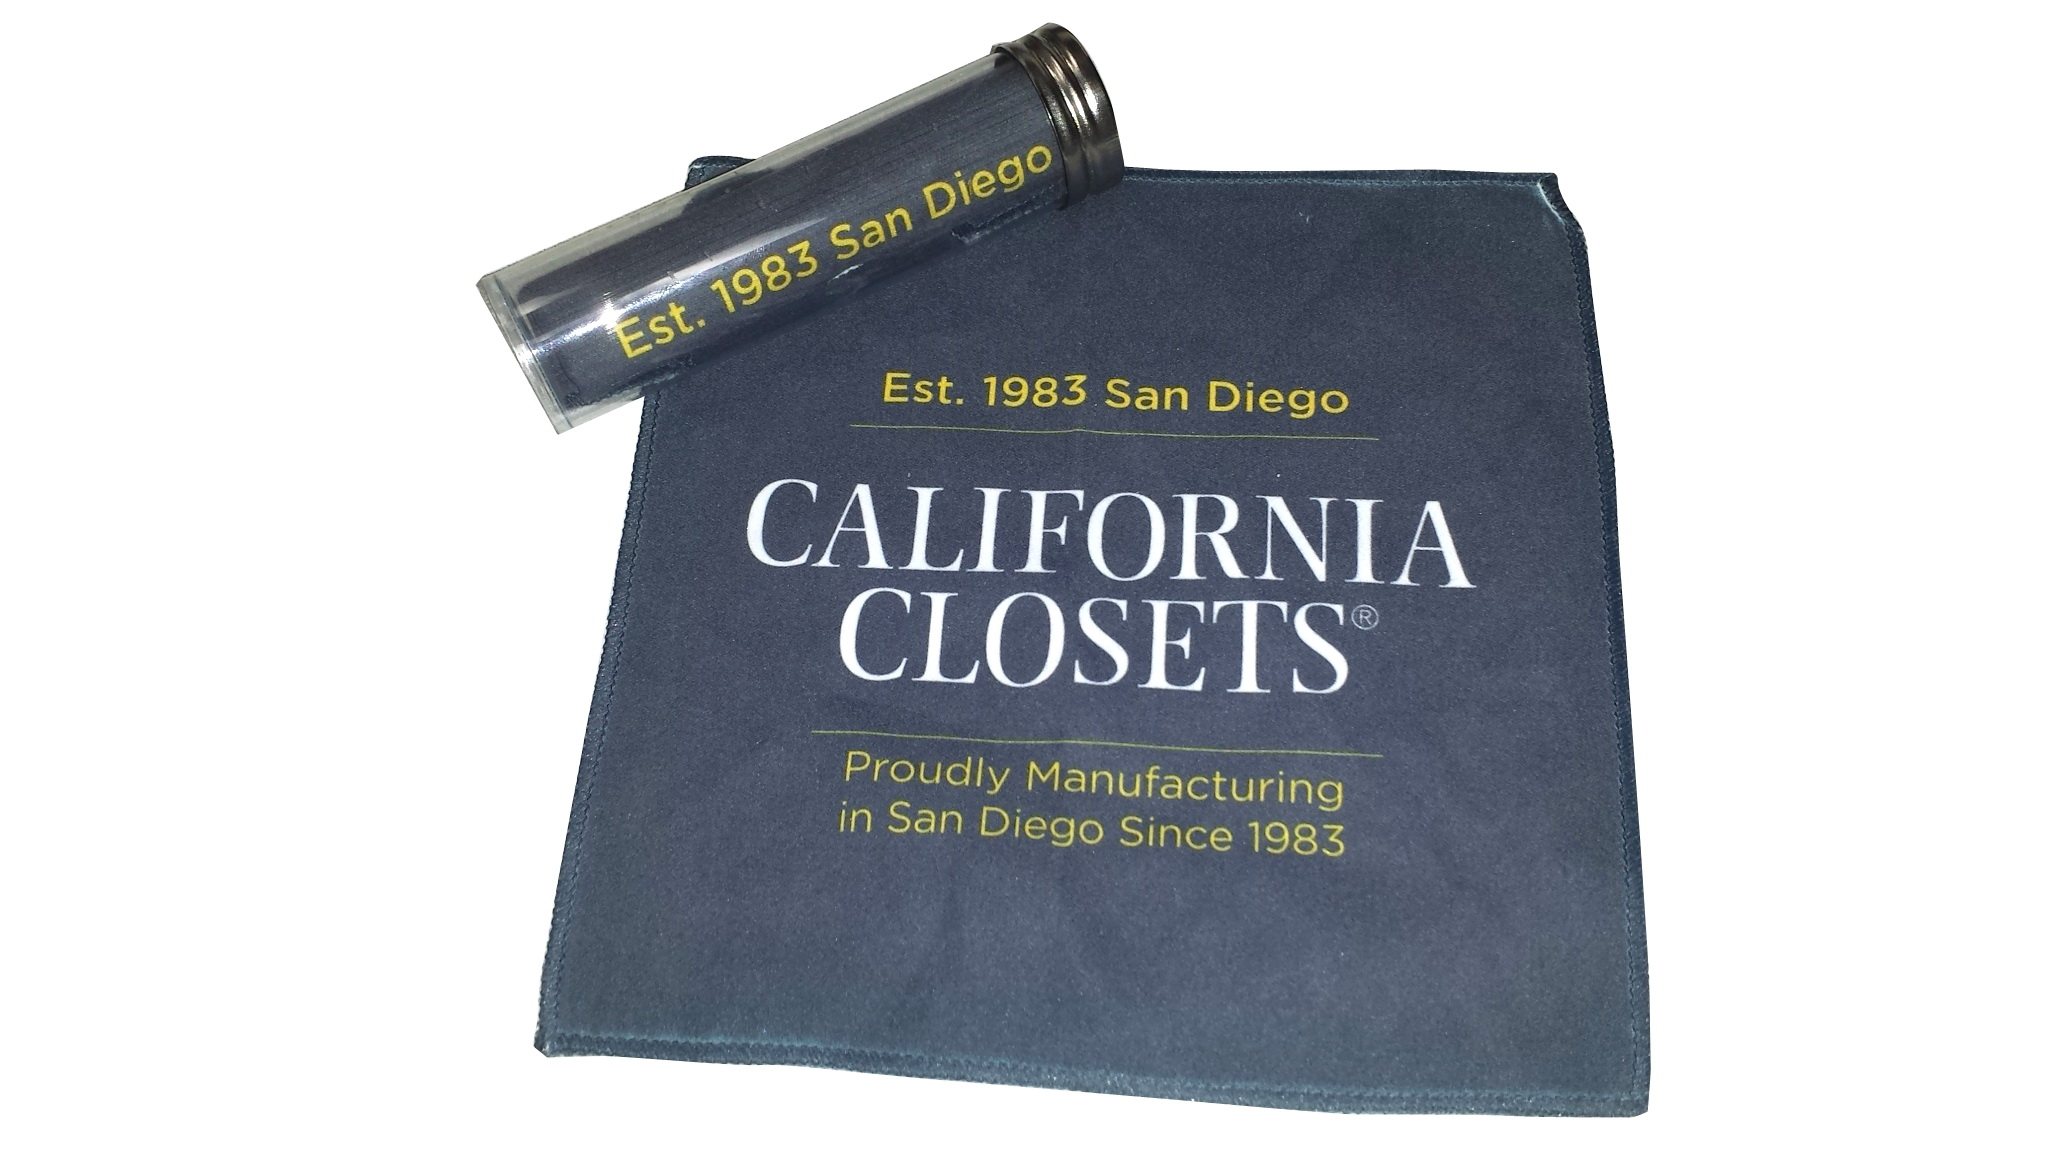 Est. 1983 San Diego
Est. 1983 San Diego
CALIFORNIA
CLOSETS®
Proudly Manufacturing
in San Diego Since 1983